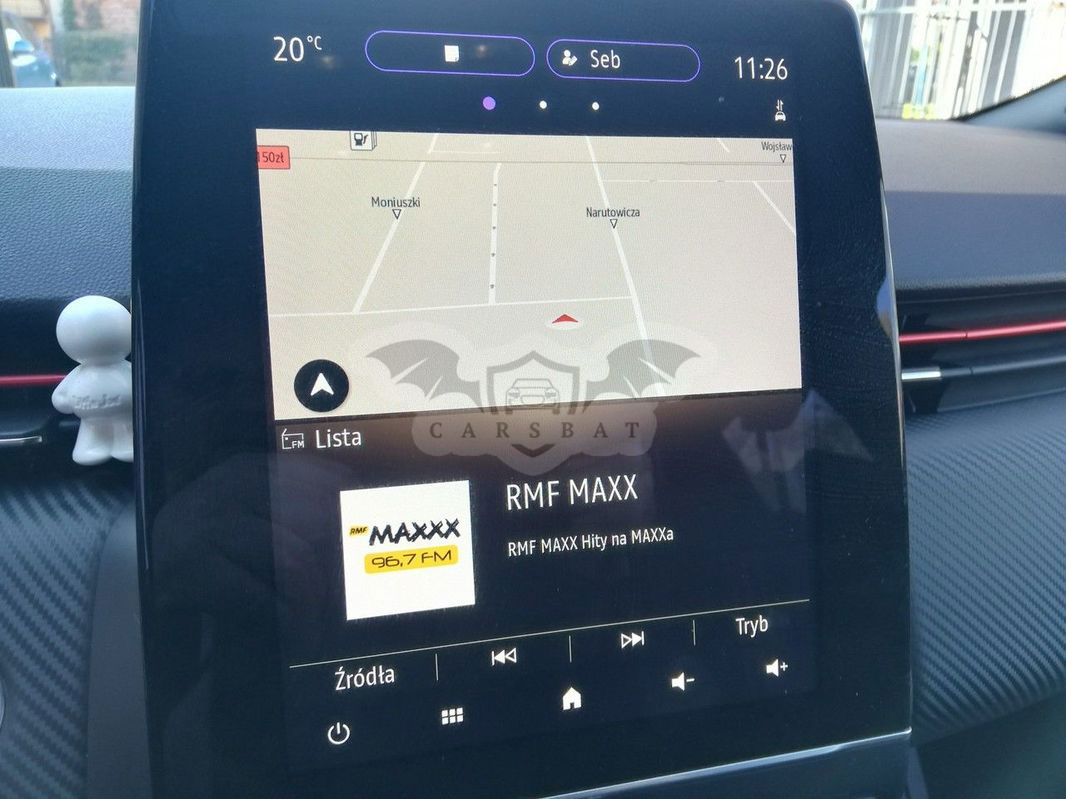 20°C
Seb
11:26
150zł
Wojsław
Moniuszki
Narutowicza
CARSBAT
FM Lista
RMF MAXX
RMF MAXXX
96,7 FM
RMF MAXX Hity na MAXXa
Źródła
Tryb